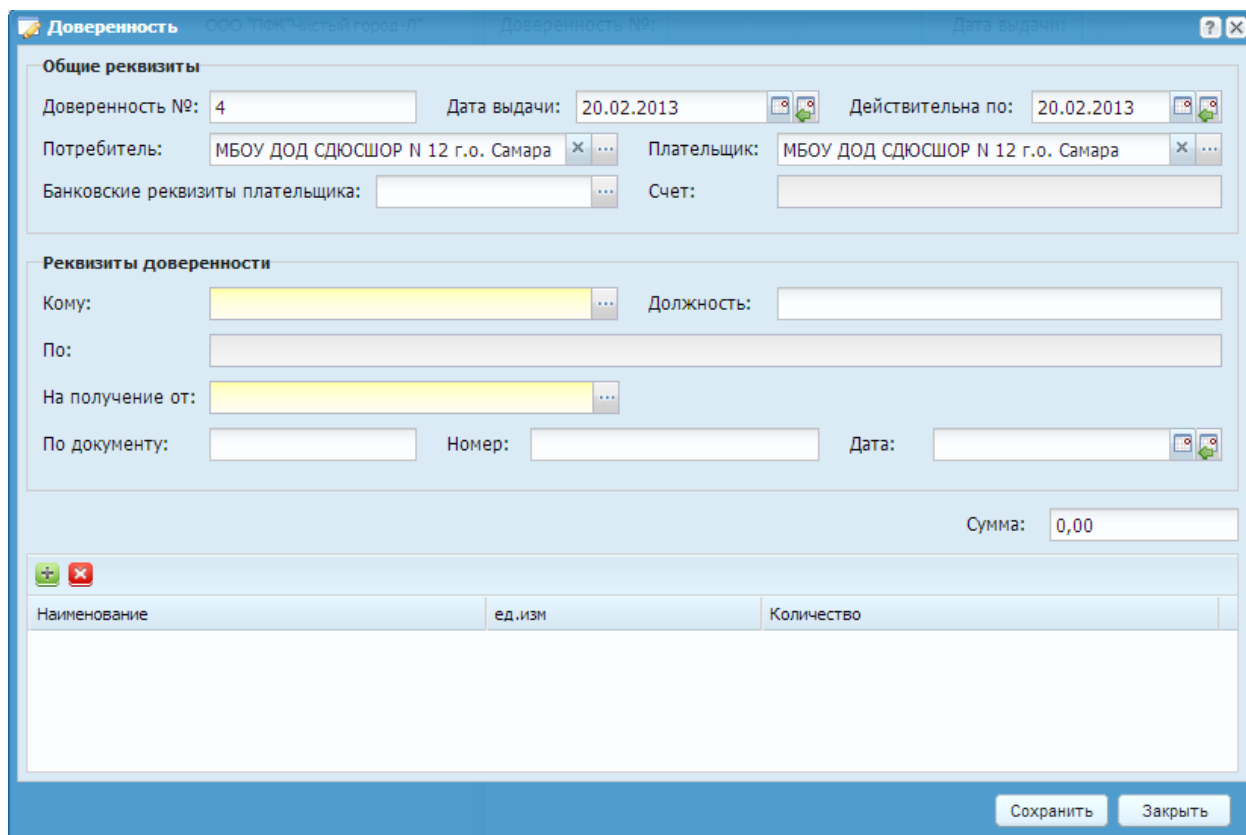 Доверенность ООО "ПФК"Чистый город-Л" Доверенность №: Дата выдачи:
Общие реквизиты
Доверенность №: 4 Дата выдачи: 20.02.2013 Действительна по: 20.02.2013
Потребитель: МБОУ ДОД СДЮСШОР N 12 г.о. Самара Плательщик: МБОУ ДОД СДЮСШОР N 12 г.о. Самара
Банковские реквизиты плательщика: Счет:
Реквизиты доверенности
Кому: Должность:
По:
На получение от:
По документу: Номер: Дата:
Сумма: 0,00
Наименование ед.изм Количество
Сохранить Закрыть